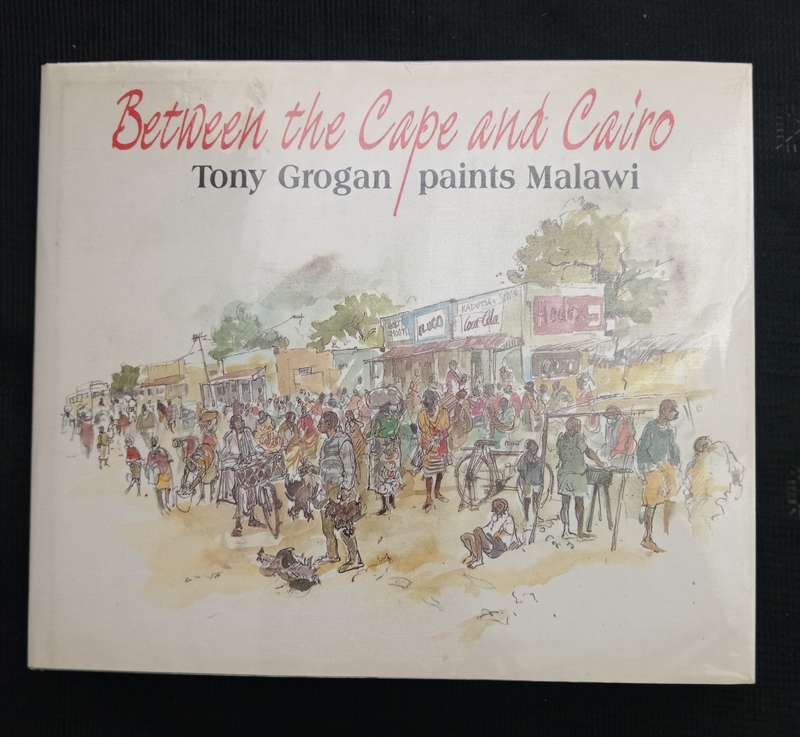 Between the Cape and Cairo
Tony Grogan paints Malawi
Coca-Cola